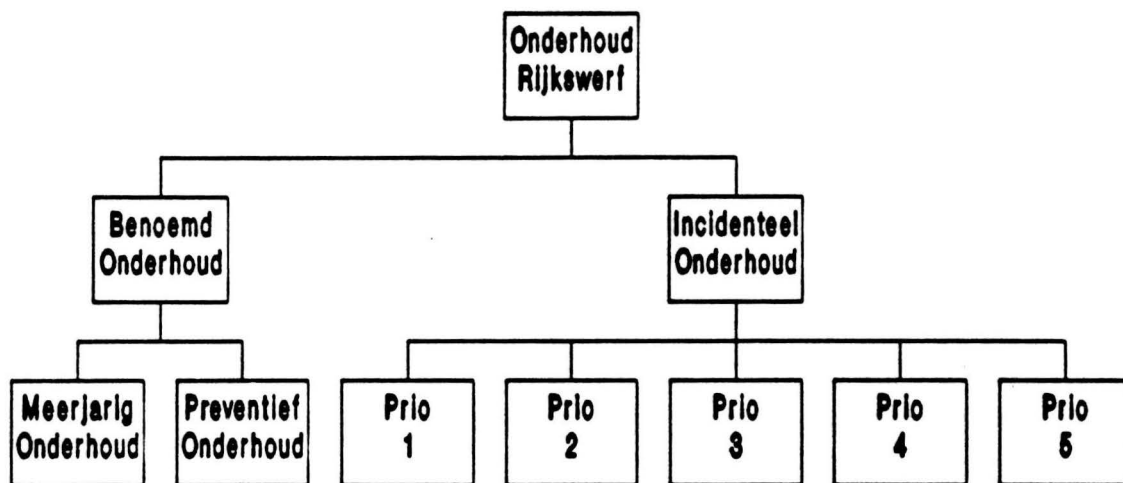 Onderhoud
Rijkswerf
Benoemd
Onderhoud
Incidenteel
Onderhoud
Meerjarig
Onderhoud
Preventief
Onderhoud
Prio
1
Prio
2
Prio
3
Prio
4
Prio
5